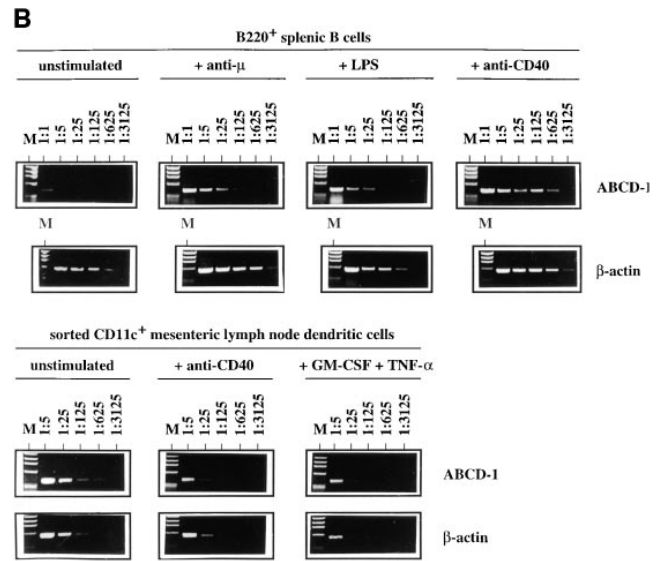 B
B220+ splenic B cells
unstimulated + anti-μ + LPS + anti-CD40
M 1:1 1:5 1:25 1:125 1:625 1:3125 M 1:1 1:5 1:25 1:125 1:625 1:3125 M 1:1 1:5 1:25 1:125 1:625 1:3125 M 1:1 1:5 1:25 1:125 1:625 1:3125
ABCD-1
M M M M
β-actin
sorted CD11c+ mesenteric lymph node dendritic cells
unstimulated + anti-CD40 + GM-CSF + TNF-α
M 1:5 1:25 1:125 1:625 1:3125 M 1:5 1:25 1:125 1:625 1:3125 M 1:5 1:25 1:125 1:625 1:3125
ABCD-1
β-actin